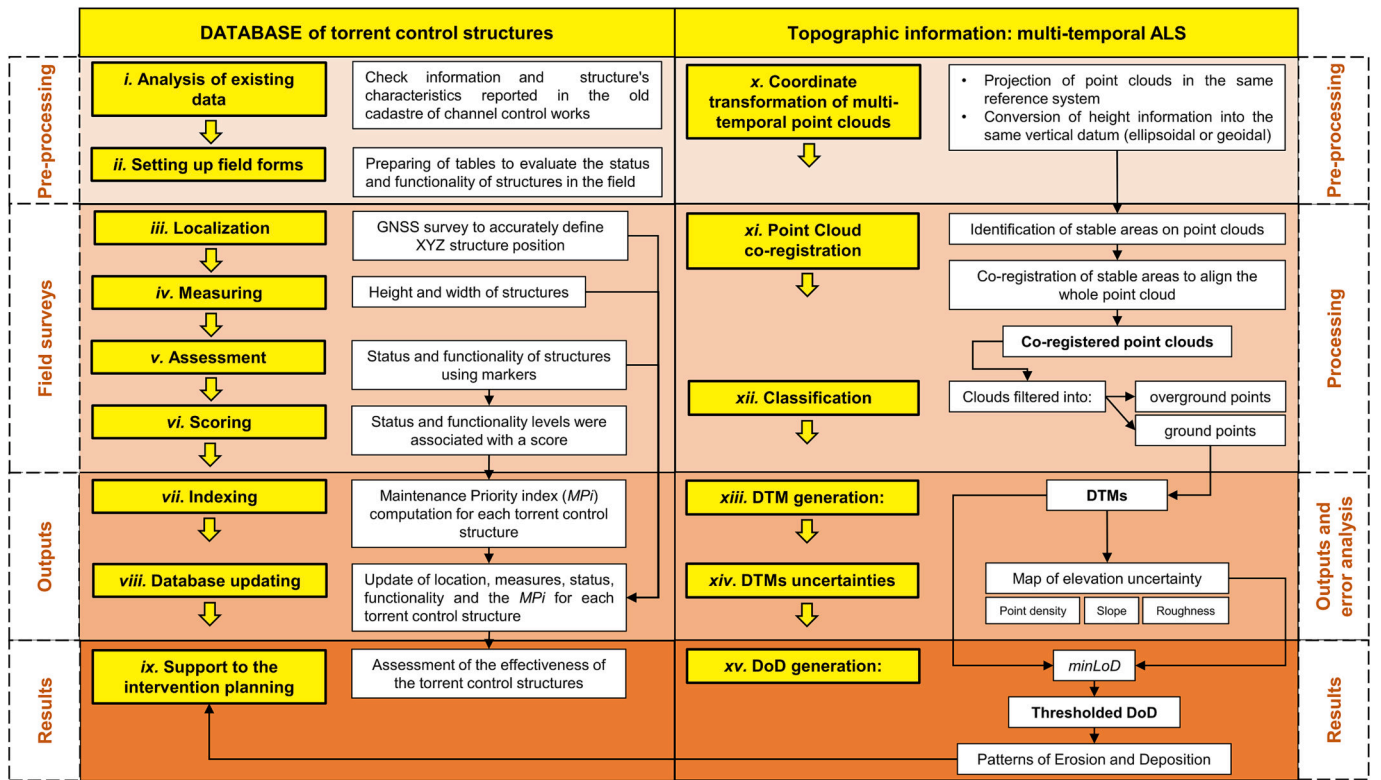 DATABASE of torrent control structures
Pre-processing
i. Analysis of existing
data
Check information and structure's
characteristics reported in the old
cadastre of channel control works
ii. Setting up field forms
Preparing of tables to evaluate the status
and functionality of structures in the field
Field surveys
iii. Localization
GNSS survey to accurately define
XYZ structure position
iv. Measuring
Height and width of structures
v. Assessment
Status and functionality of structures
using markers
vi. Scoring
Status and functionality levels were
associated with a score
Outputs
vii. Indexing
Maintenance Priority index (MPi)
computation for each torrent control
structure
viii. Database updating
Update of location, measures, status,
functionality and the MPi for each
torrent control structure
Results
ix. Support to the
intervention planning
Assessment of the effectiveness of
the torrent control structures
Topographic information: multi-temporal ALS
x. Coordinate
transformation of multi-
temporal point clouds
• Projection of point clouds in the same
reference system
• Conversion of height information into
the same vertical datum (ellipsoidal or geoidal)
Pre-processing
xi. Point Cloud
co-registration
Identification of stable areas on point clouds
Co-registration of stable areas to align the
whole point cloud
Co-registered point clouds
xii. Classification
Clouds filtered into:
overground points
ground points
Processing
xiii. DTM generation:
DTMs
xiv. DTMs uncertainties
Map of elevation uncertainty
Point density
Slope
Roughness
Outputs and
error analysis
xv. DoD generation:
minLoD
Thresholded DoD
Patterns of Erosion and Deposition
Results